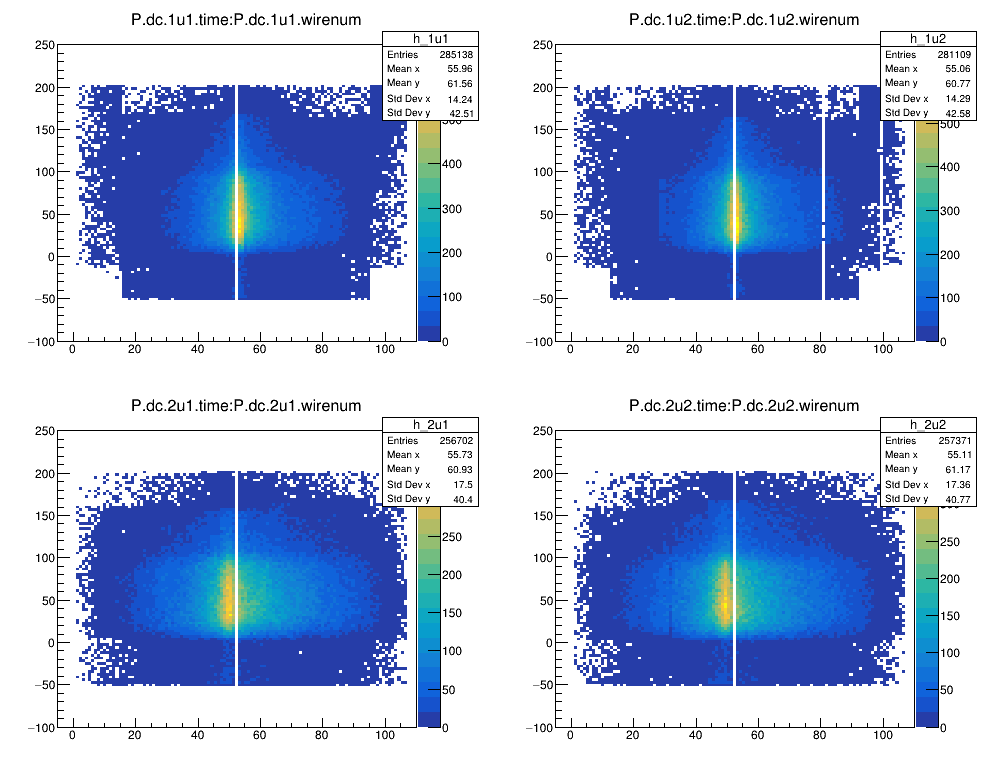 P.dc.1u1.time:P.dc.1u1.wirenum
h_1u1
Entries 285138
Mean x 55.96
Mean y 61.56
Std Dev x 14.24
Std Dev y 42.51
250
200
150
100
50
0
−50
−100
0 20 40 60 80 100
400
300
200
100
0
P.dc.1u2.time:P.dc.1u2.wirenum
h_1u2
Entries 281109
Mean x 55.06
Mean y 60.77
Std Dev x 14.29
Std Dev y 42.58
250
200
150
100
50
0
−50
−100
0 20 40 60 80 100
500
400
300
200
100
0
P.dc.2u1.time:P.dc.2u1.wirenum
h_2u1
Entries 256702
Mean x 55.73
Mean y 60.93
Std Dev x 17.5
Std Dev y 40.4
250
200
150
100
50
0
−50
−100
0 20 40 60 80 100
250
200
150
100
50
0
P.dc.2u2.time:P.dc.2u2.wirenum
h_2u2
Entries 257371
Mean x 55.11
Mean y 61.17
Std Dev x 17.36
Std Dev y 40.77
250
200
150
100
50
0
−50
−100
0 20 40 60 80 100
250
200
150
100
50
0